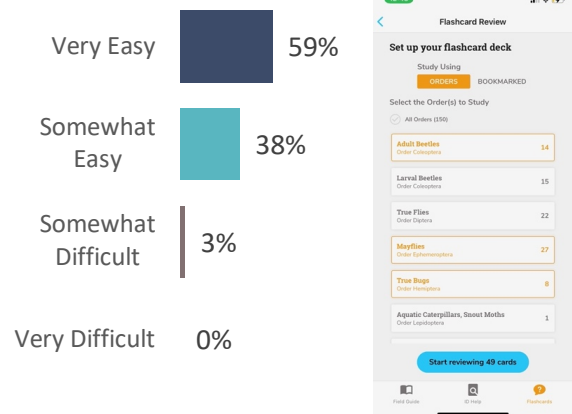 Very Easy
59%
Somewhat
Easy
38%
Somewhat
Difficult
3%
Very Difficult
0%
Flashcard Review
Set up your flashcard deck
Study Using
ORDERS BOOKMARKED
Select the Order(s) to Study
All Orders (150)
Adult Beetles
Order Coleoptera
14
Larval Beetles
Order Coleoptera
15
True Flies
Order Diptera
22
Mayflies
Order Ephemeroptera
27
True Bugs
Order Hemiptera
8
Aquatic Caterpillars, Snout Moths
Order Lepidoptera
1
Start reviewing 49 cards
Field Guide
ID Help
Flashcards